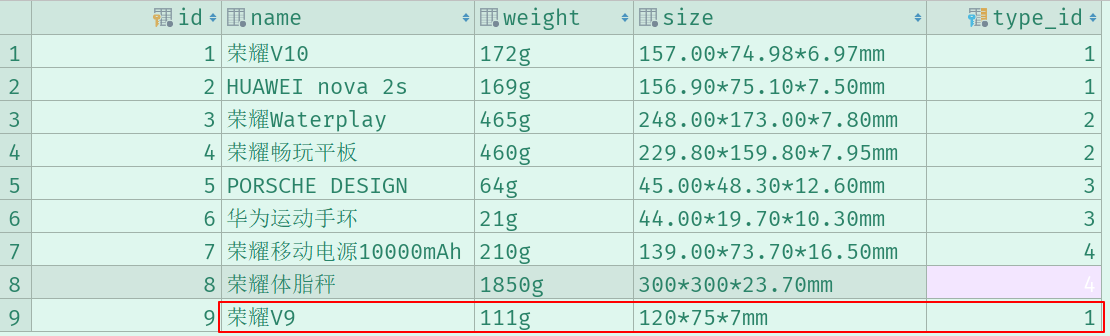 id name weight size type_id
1 1 荣耀V10 172g 157.00*74.98*6.97mm 1
2 2 HUAWEI nova 2s 169g 156.90*75.10*7.50mm 1
3 3 荣耀Waterplay 465g 248.00*173.00*7.80mm 2
4 4 荣耀畅玩平板 460g 229.80*159.80*7.95mm 2
5 5 PORSCHE DESIGN 64g 45.00*48.30*12.60mm 3
6 6 华为运动手环 21g 44.00*19.70*10.30mm 3
7 7 荣耀移动电源10000mAh 210g 139.00*73.70*16.50mm 4
8 8 荣耀体脂秤 1850g 300*300*23.70mm 4
9 9 荣耀V9 111g 120*75*7mm 1